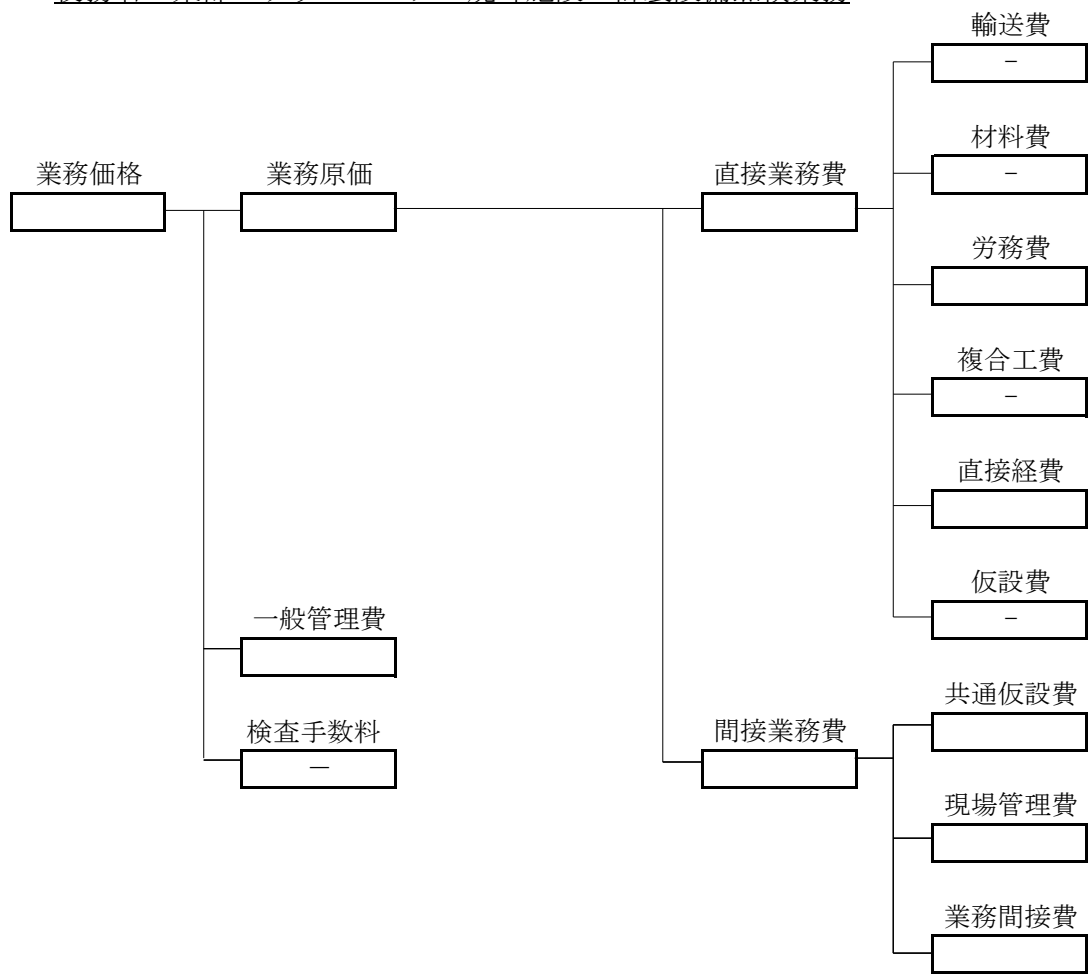 輸送費
－
材料費
－
業務価格
業務原価
直接業務費
労務費
複合工費
－
直接経費
仮設費
－
一般管理費
共通仮設費
検査手数料
－
間接業務費
現場管理費
業務間接費